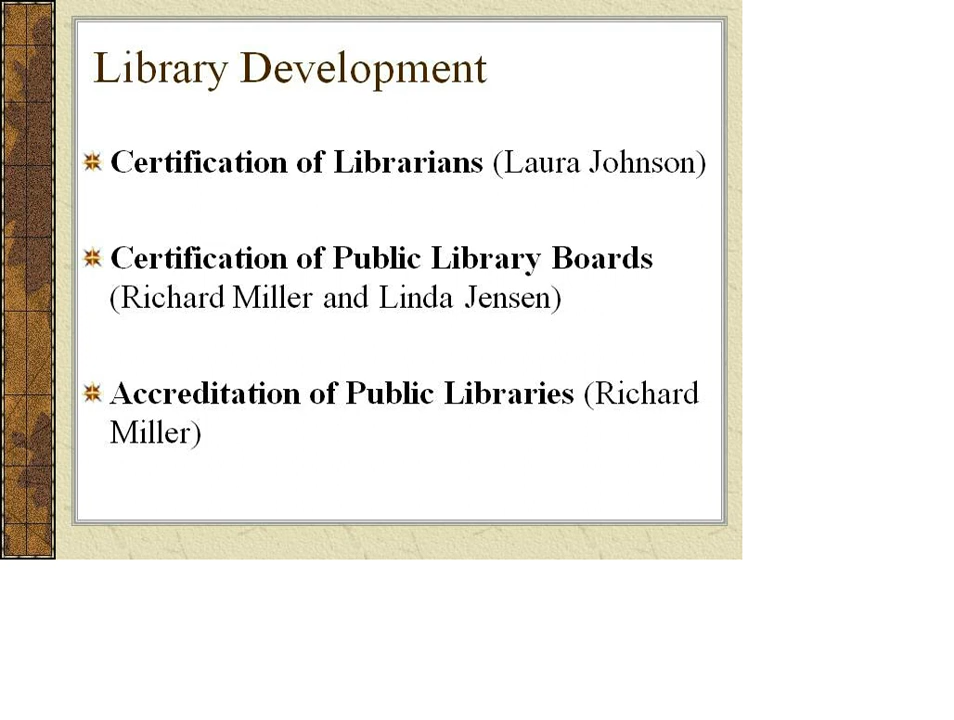 Library Development
Certification of Librarians (Laura Johnson)
Certification of Public Library Boards
(Richard Miller and Linda Jensen)
Accreditation of Public Libraries (Richard
Miller)